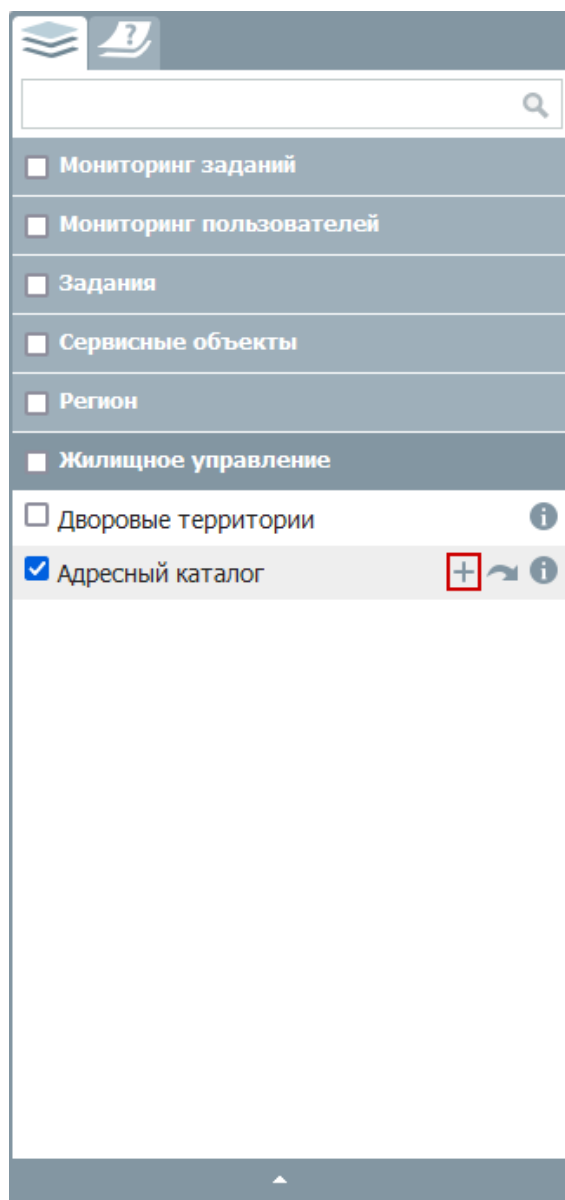 Мониторинг заданий
Мониторинг пользователей
Задания
Сервисные объекты
Регион
Жилищное управление
Дворовые территории
Адресный каталог